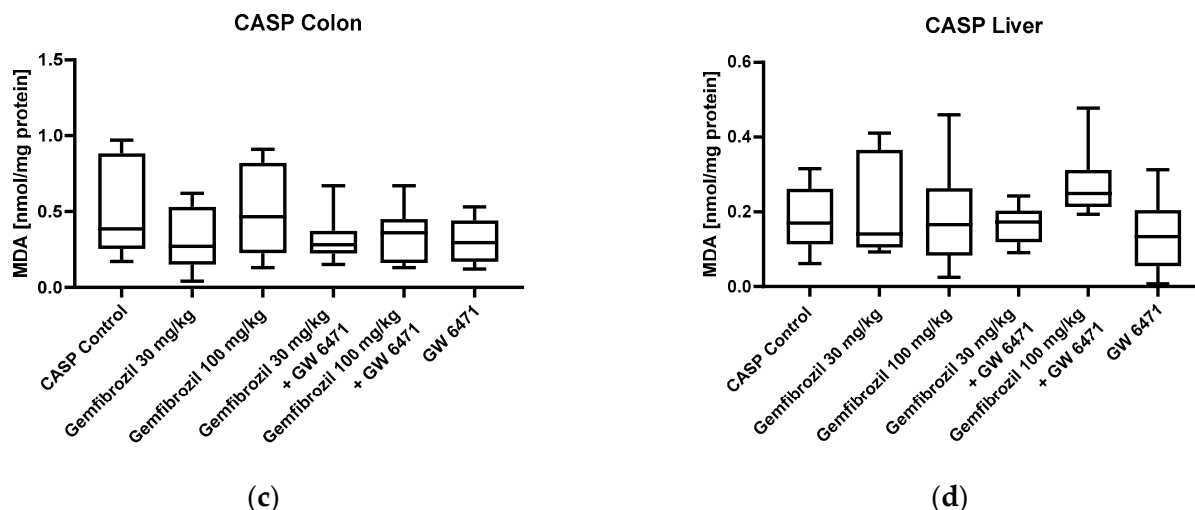 CASP Colon
MDA [nmol/mg protein]
1.5
1.0
0.5
0.0
CASP Control
Gemfibrozil 30 mg/kg
Gemfibrozil 100 mg/kg
Gemfibrozil 30 mg/kg
+ GW 6471
Gemfibrozil 100 mg/kg
+ GW 6471
GW 6471
(c)
CASP Liver
MDA [nmol/mg protein]
0.6
0.4
0.2
0.0
CASP Control
Gemfibrozil 30 mg/kg
Gemfibrozil 100 mg/kg
Gemfibrozil 30 mg/kg
+ GW 6471
Gemfibrozil 100 mg/kg
+ GW 6471
GW 6471
(d)